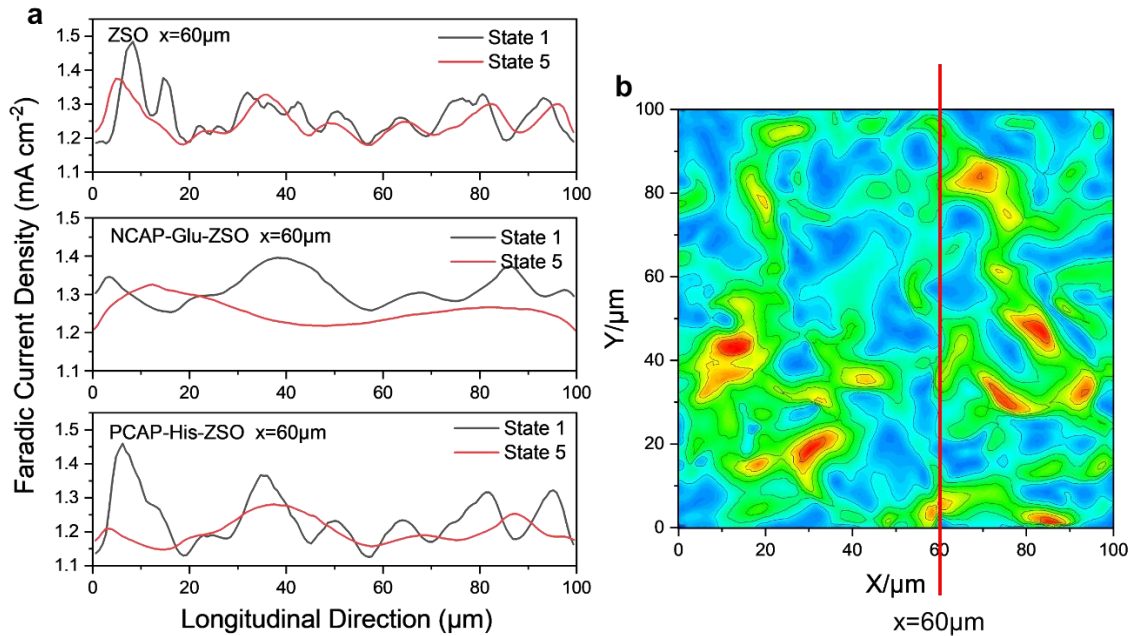 a
Faradic Current Density (mA cm⁻²)
ZSO x=60μm
State 1
State 5
1.5
1.4
1.3
1.2
1.1
0 20 40 60 80 100
NCAP-Glu-ZSO x=60μm
State 1
State 5
1.5
1.4
1.3
1.2
1.1
0 20 40 60 80 100
PCAP-His-ZSO x=60μm
State 1
State 5
1.5
1.4
1.3
1.2
1.1
0 20 40 60 80 100
Longitudinal Direction (μm)
b
Y/μm
100
80
60
40
20
0
0 20 40 60 80 100
X/μm
x=60μm